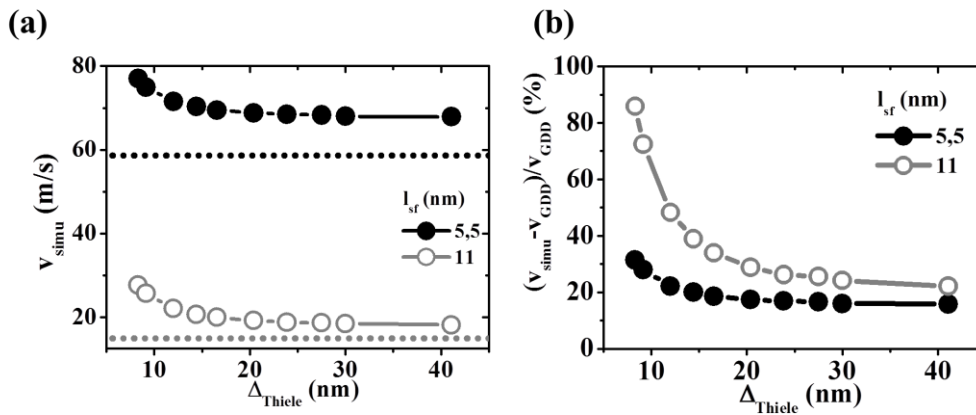 (a)
80
60
40
20
v_simu (m/s)
l_sf (nm)
5,5
11
10 20 30 40
Δ_Thiele (nm)
(b)
100
80
60
40
20
0
(v_simu-v_GDD)/v_GDD (%)
l_sf (nm)
5,5
11
10 20 30 40
Δ_Thiele (nm)